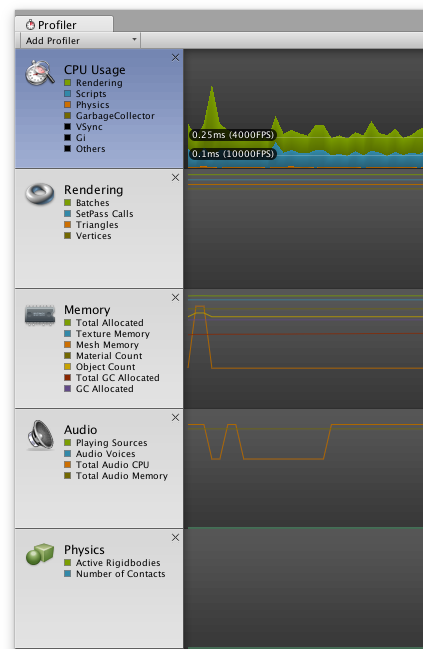 Profiler
Add Profiler
CPU Usage
Rendering
Scripts
Physics
GarbageCollector
VSync
Gi
Others
0.25ms (4000FPS)
0.1ms (10000FPS)
Rendering
Batches
SetPass Calls
Triangles
Vertices
Memory
Total Allocated
Texture Memory
Mesh Memory
Material Count
Object Count
Total GC Allocated
GC Allocated
Audio
Playing Sources
Audio Voices
Total Audio CPU
Total Audio Memory
Physics
Active Rigidbodies
Number of Contacts